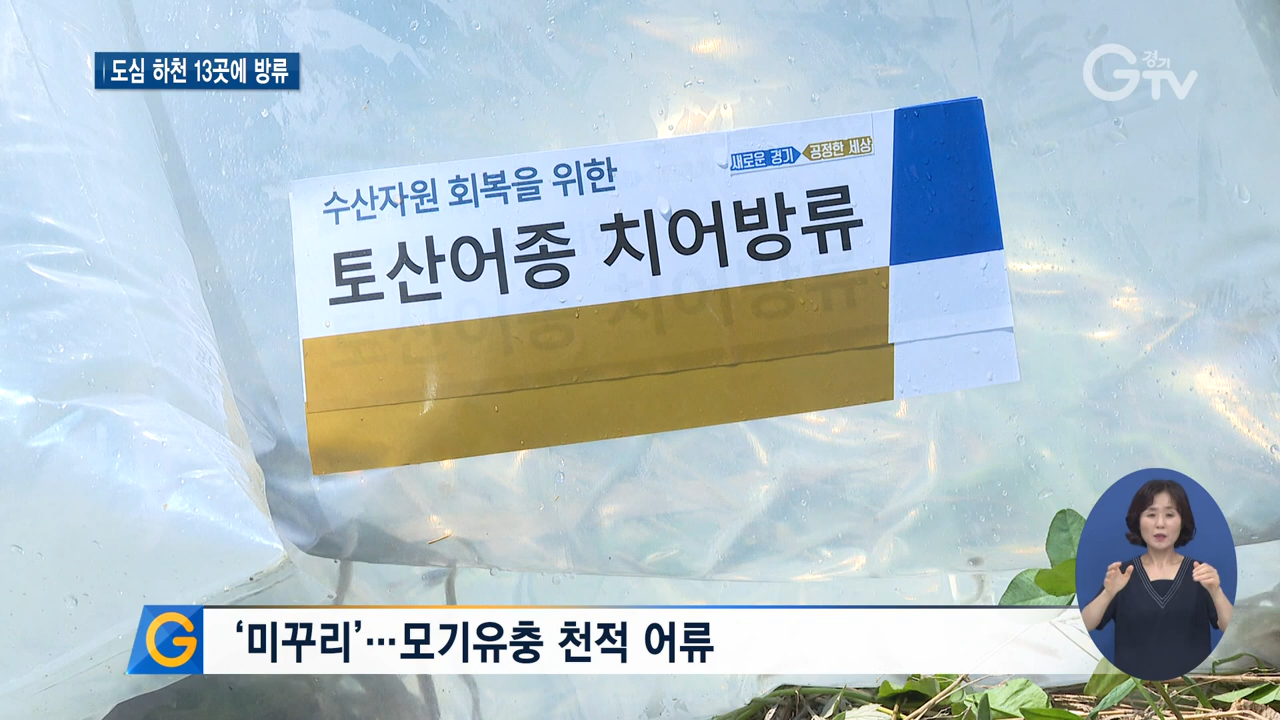 도심 하천 13곳에 방류
경기
GTV
새로운 경기 공정한 세상
수산자원 회복을 위한
토산어종 치어방류
G
‘미꾸리’…모기유충 천적 어류